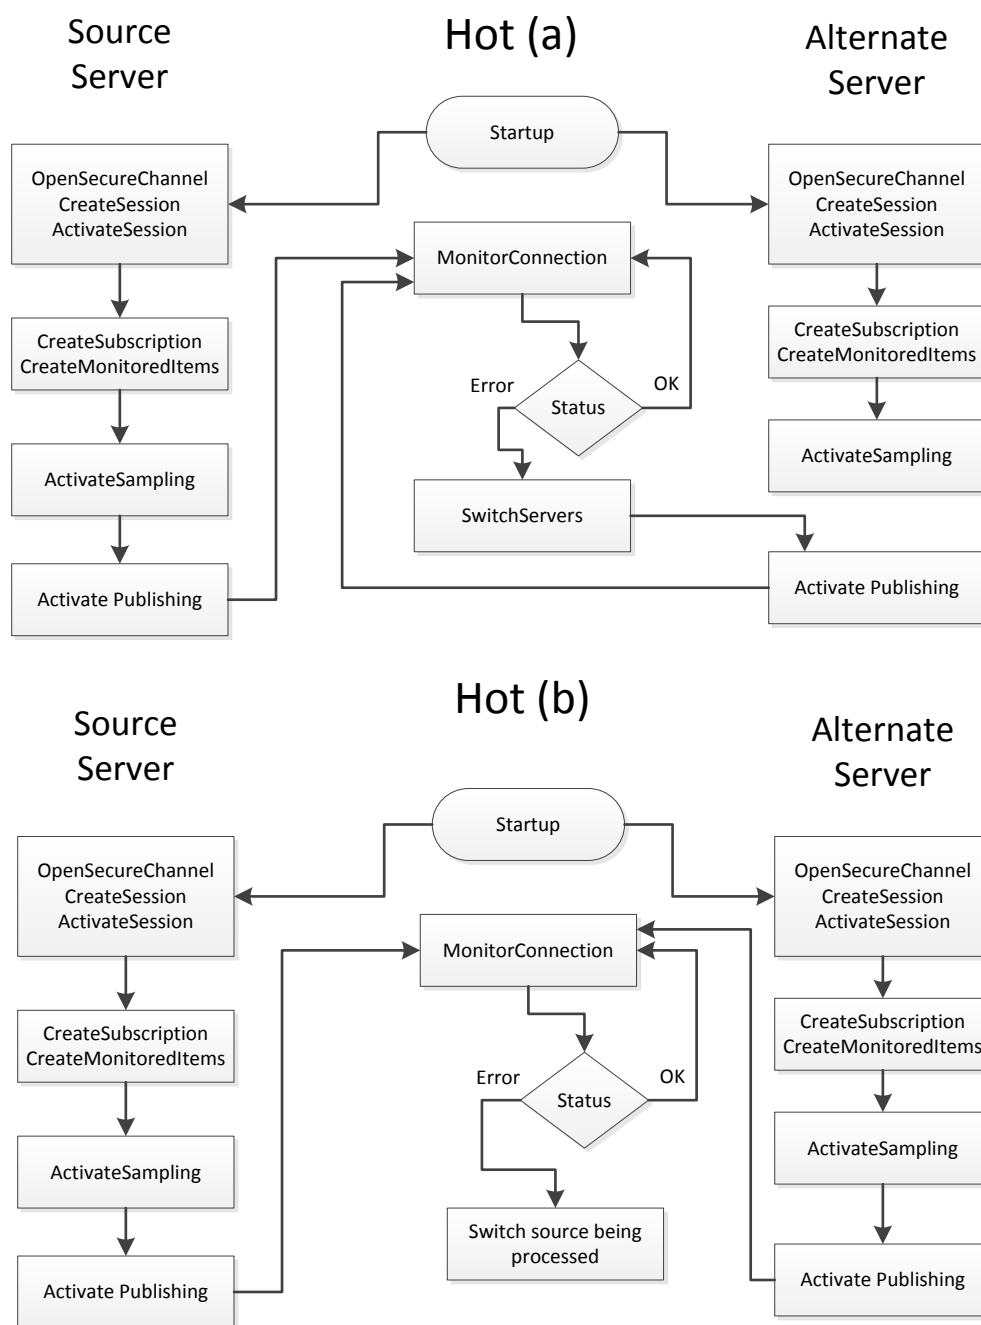 Source
Server
Hot (a)
Alternate
Server
Startup
OpenSecureChannel
CreateSession
ActivateSession
OpenSecureChannel
CreateSession
ActivateSession
MonitorConnection
CreateSubscription
CreateMonitoredItems
CreateSubscription
CreateMonitoredItems
Error
OK
Status
ActivateSampling
ActivateSampling
SwitchServers
Activate Publishing
Activate Publishing
Source
Server
Hot (b)
Alternate
Server
Startup
OpenSecureChannel
CreateSession
ActivateSession
OpenSecureChannel
CreateSession
ActivateSession
MonitorConnection
CreateSubscription
CreateMonitoredItems
CreateSubscription
CreateMonitoredItems
Error
OK
Status
ActivateSampling
ActivateSampling
Switch source being
processed
Activate Publishing
Activate Publishing